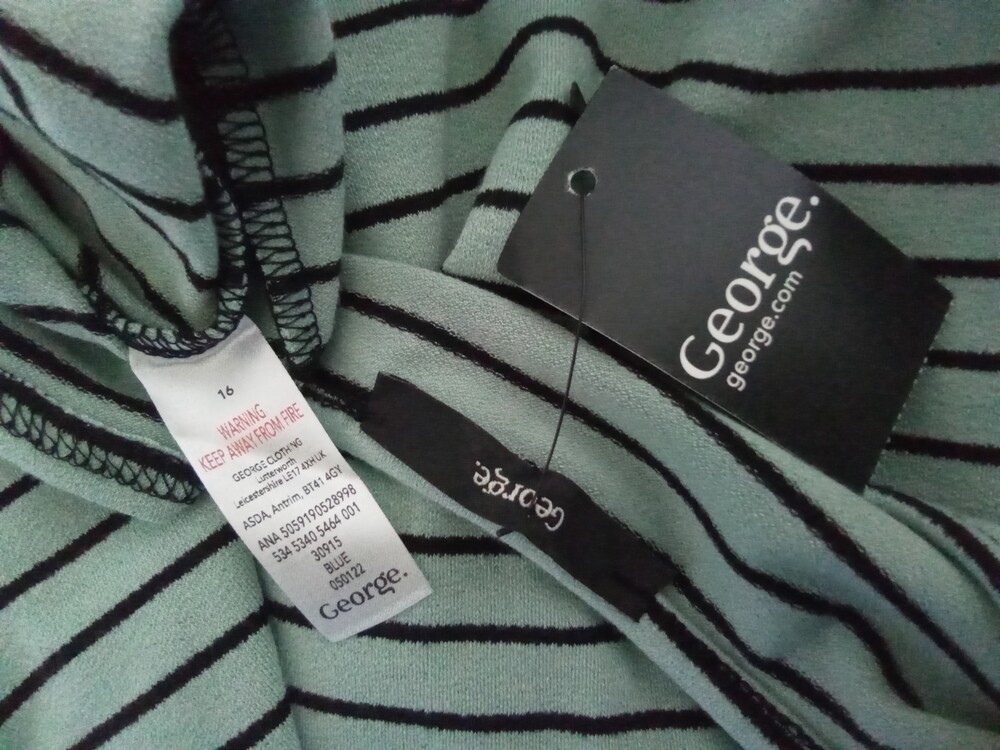 16
WARNING
KEEP AWAY FROM FIRE
GEORGE CLOTHING
Lutterworth
Leicestershire LE17 4XH UK
ASDA, Antrim, BT41 4GY
ANA 5059190528998
534 5340 5464 001
30915
BLUE
050122
George.
George.
George.
george.com